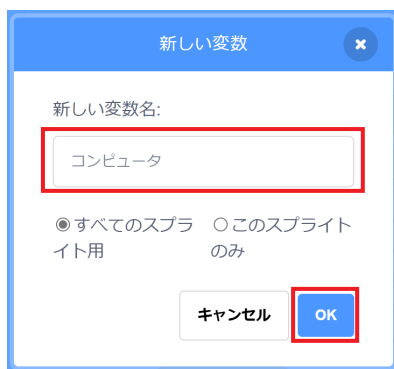 新しい変数
新しい変数名:
コンピュータ
すべてのスプラ
イト用
このスプライト
のみ
キャンセル
OK